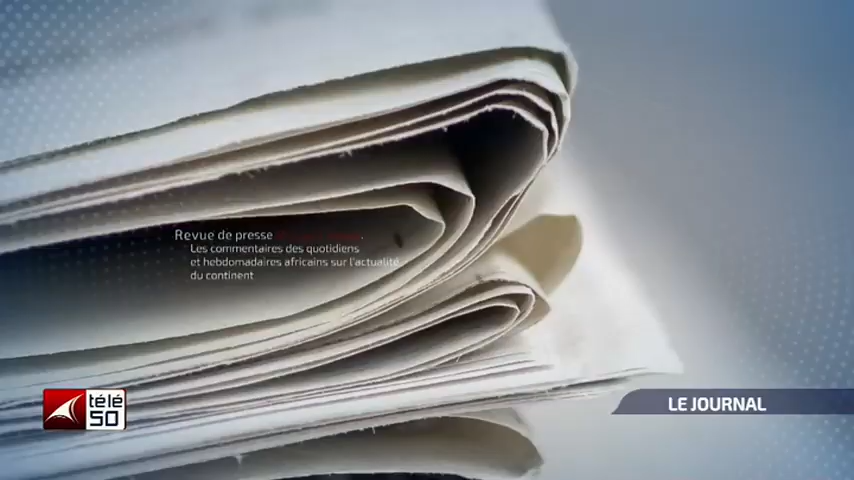 Revue de presse
Les commentaires des quotidiens
et hebdomadaires africains sur l'actualité
du continent
télé
50
LE JOURNAL